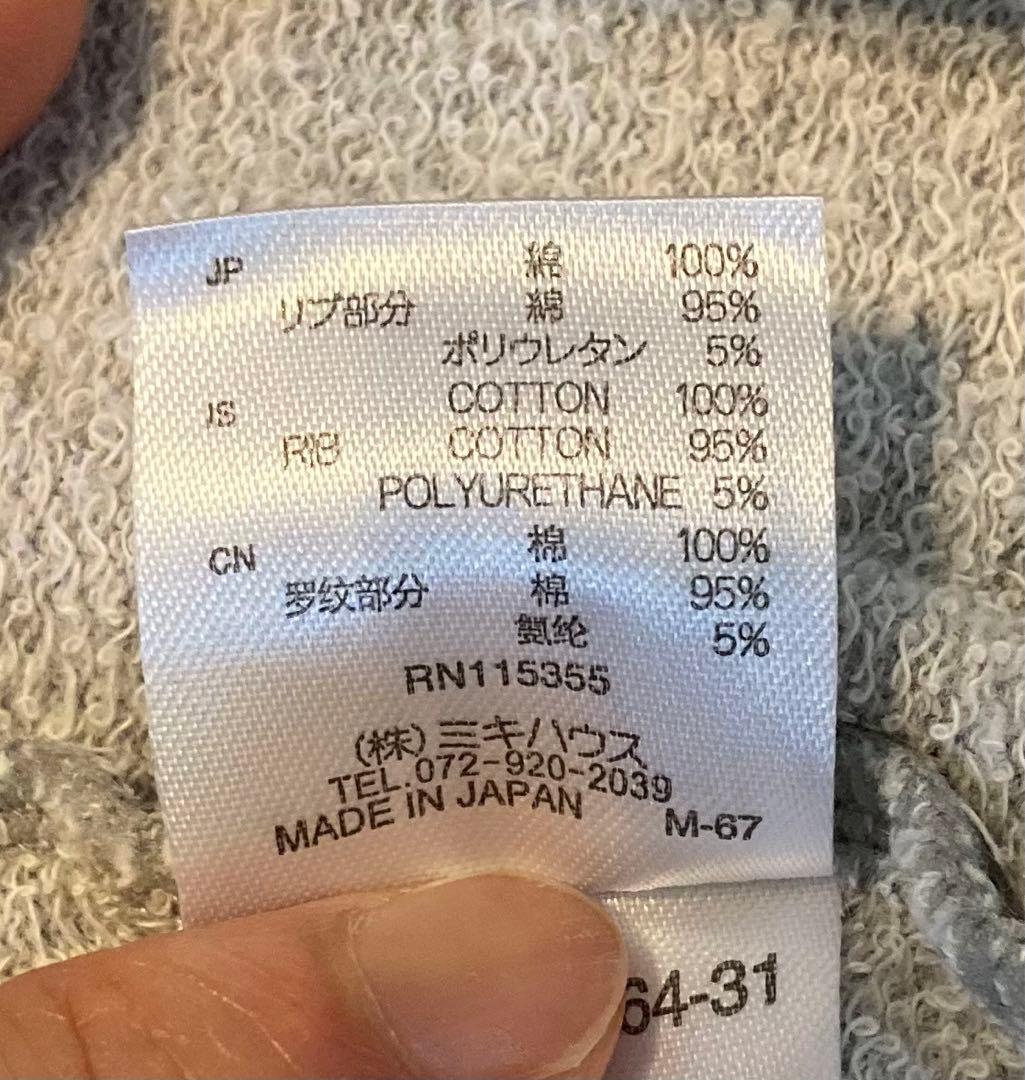 JP 綿 100%
リブ部分 綿 95%
ポリウレタン 5%
IS COTTON 100%
RIB COTTON 95%
POLYURETHANE 5%
CN 棉 100%
罗纹部分 棉 95%
氨纶 5%
RN115355
(株)ミキハウス
TEL.072-920-2039
MADE iN JAPAN M-67
64-31